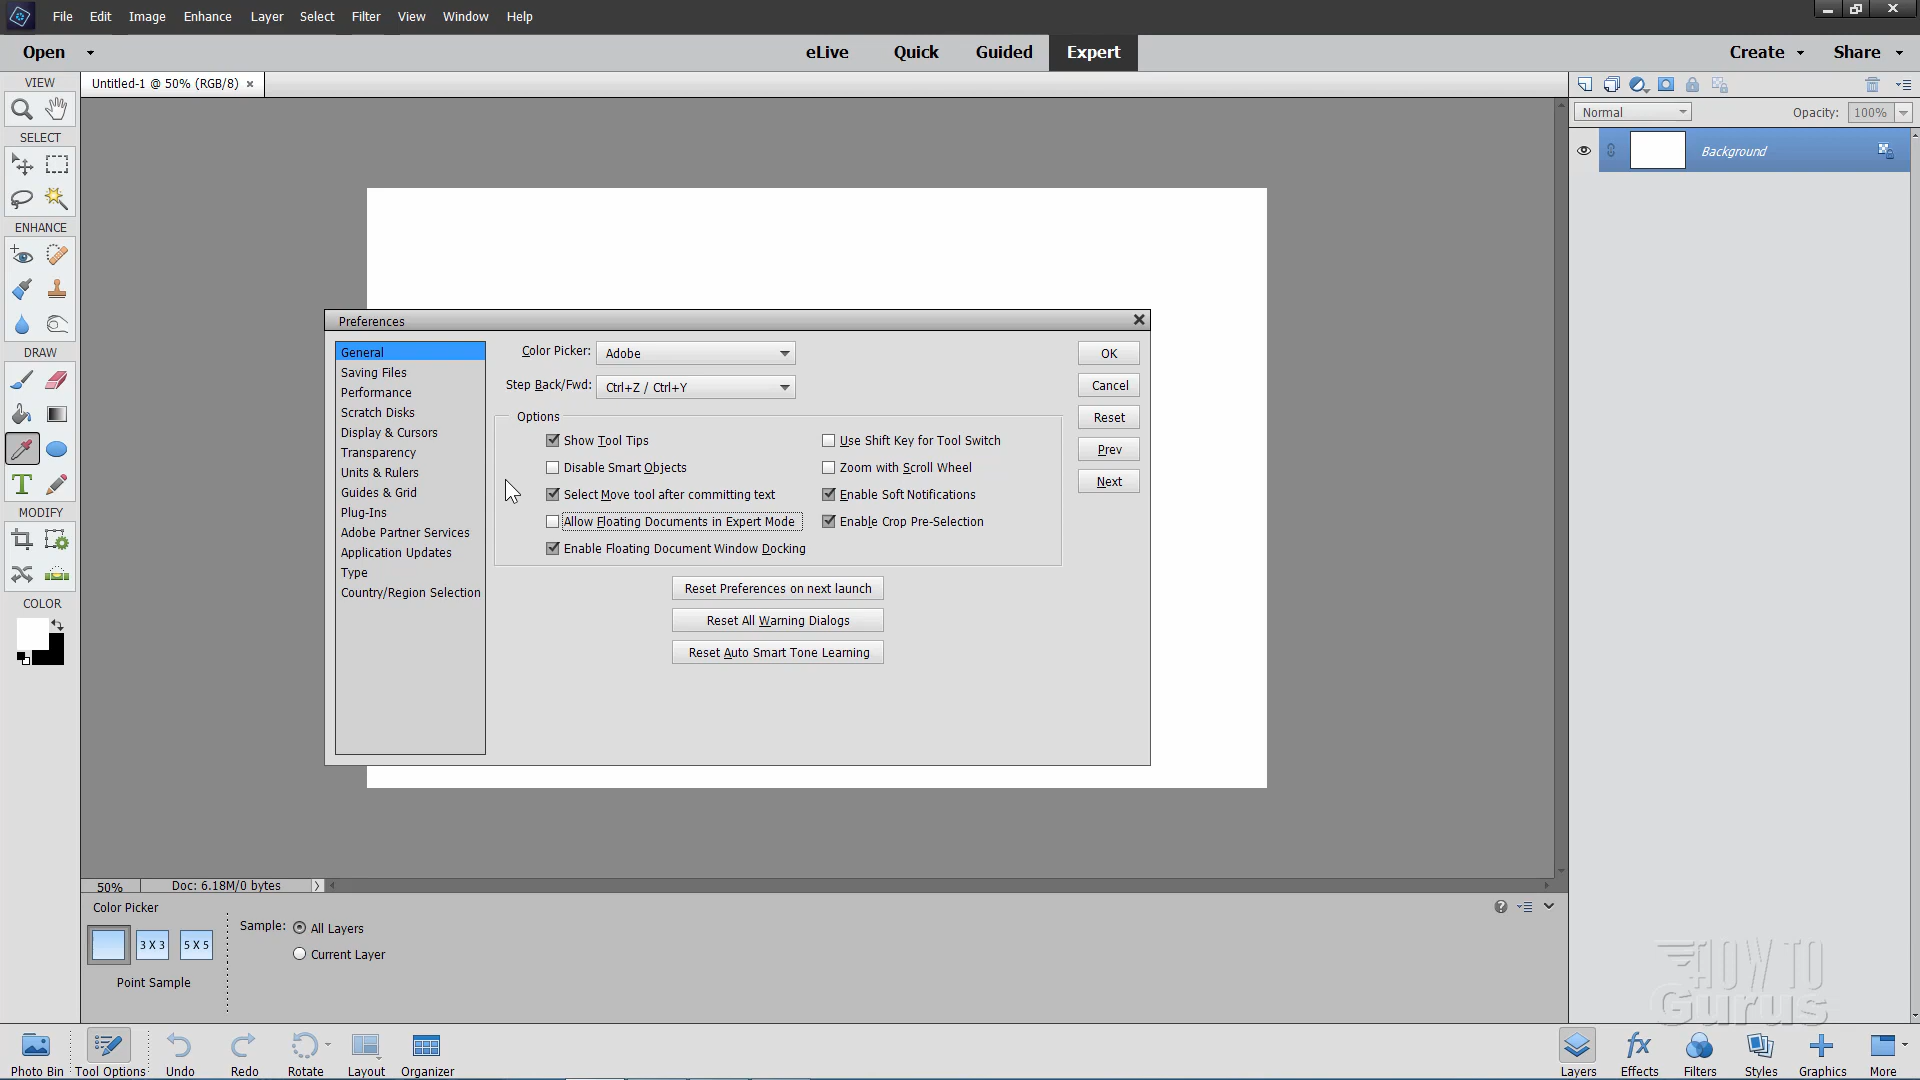 File Edit Image Enhance Layer Select Filter View Window Help
Open eLive Quick Guided Expert Create Share
VIEW
Untitled-1 @ 50% (RGB/8) ×
Normal Opacity: 100%
Background
SELECT
ENHANCE
DRAW
T
MODIFY
COLOR
Preferences
General
Saving Files
Performance
Scratch Disks
Display & Cursors
Transparency
Units & Rulers
Guides & Grid
Plug-Ins
Adobe Partner Services
Application Updates
Type
Country/Region Selection
Color Picker: Adobe
Step Back/Fwd: Ctrl+Z / Ctrl+Y
Options
Show Tool Tips
Disable Smart Objects
Select Move tool after committing text
Allow Floating Documents in Expert Mode
Enable Floating Document Window Docking
Use Shift Key for Tool Switch
Zoom with Scroll Wheel
Enable Soft Notifications
Enable Crop Pre-Selection
Reset Preferences on next launch
Reset All Warning Dialogs
Reset Auto Smart Tone Learning
OK
Cancel
Reset
Prev
Next
50% Doc: 6.18M/0 bytes
Color Picker
3 X 3 5 X 5
Point Sample
Sample: All Layers
Current Layer
HOW TO
Gurus
Photo Bin Tool Options Undo Redo Rotate Layout Organizer
fx
Layers Effects Filters Styles Graphics More